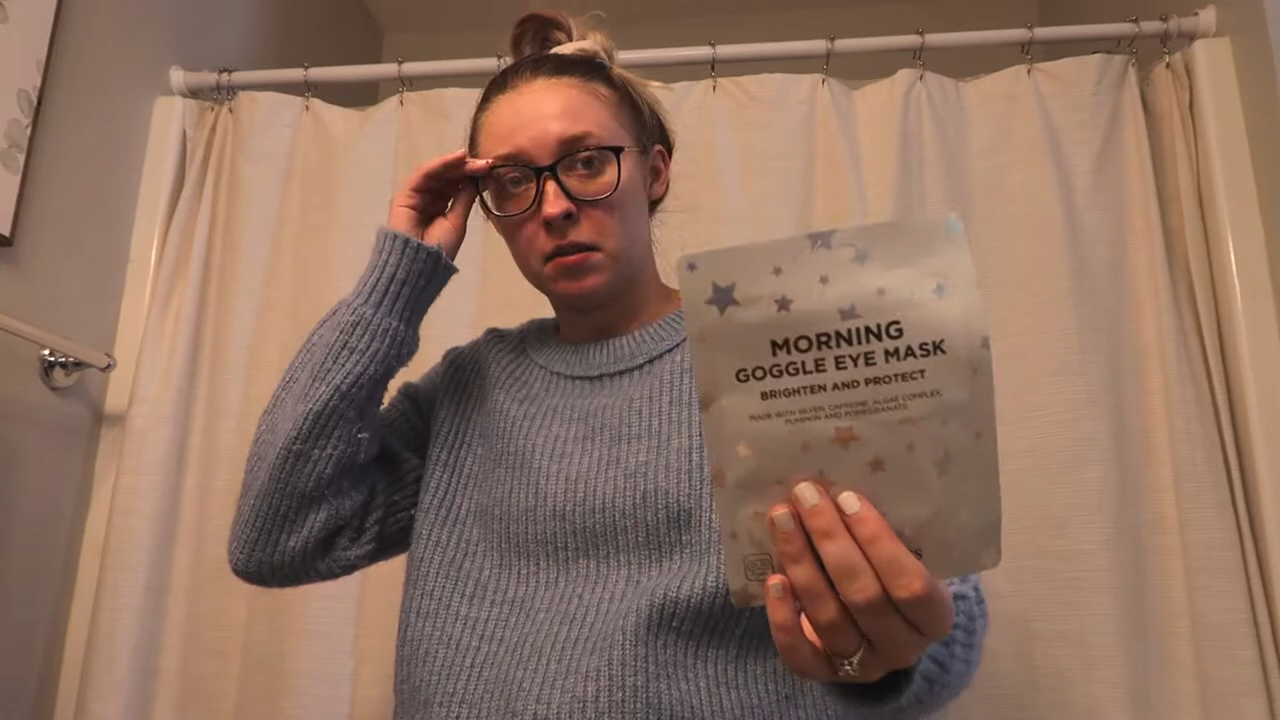 MORNING
GOGGLE EYE MASK
BRIGHTEN AND PROTECT
MADE WITH SILVER, CAFFEINE, ALGAE COMPLEX,
PUMPKIN AND POMEGRANATE